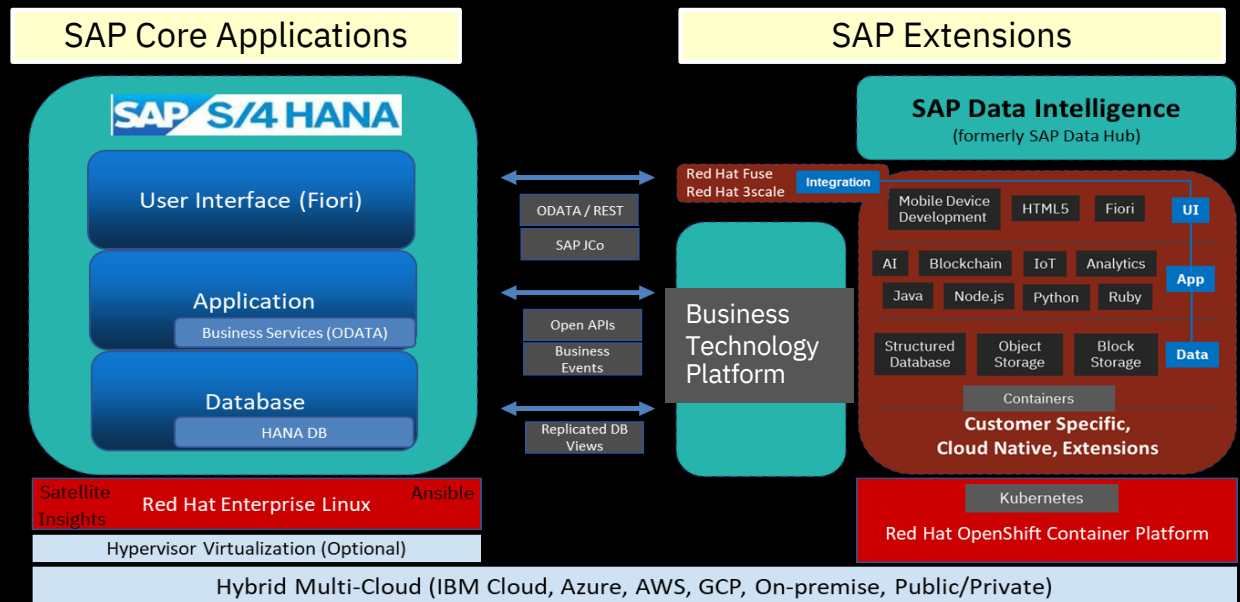 SAP Core Applications
SAP Extensions
SAP S/4 HANA
User Interface (Fiori)
Application
Business Services (ODATA)
Database
HANA DB
Satellite
Insights
Red Hat Enterprise Linux
Ansible
Hypervisor Virtualization (Optional)
ODATA / REST
SAP JCo
Open APIs
Business
Events
Replicated DB
Views
SAP Data Intelligence
(formerly SAP Data Hub)
Red Hat Fuse
Red Hat 3scale
Integration
Mobile Device
Development
HTML5
Fiori
UI
AI
Blockchain
IoT
Analytics
App
Java
Node.js
Python
Ruby
Business
Technology
Platform
Structured
Database
Object
Storage
Block
Storage
Data
Containers
Customer Specific,
Cloud Native, Extensions
Kubernetes
Red Hat OpenShift Container Platform
Hybrid Multi-Cloud (IBM Cloud, Azure, AWS, GCP, On-premise, Public/Private)